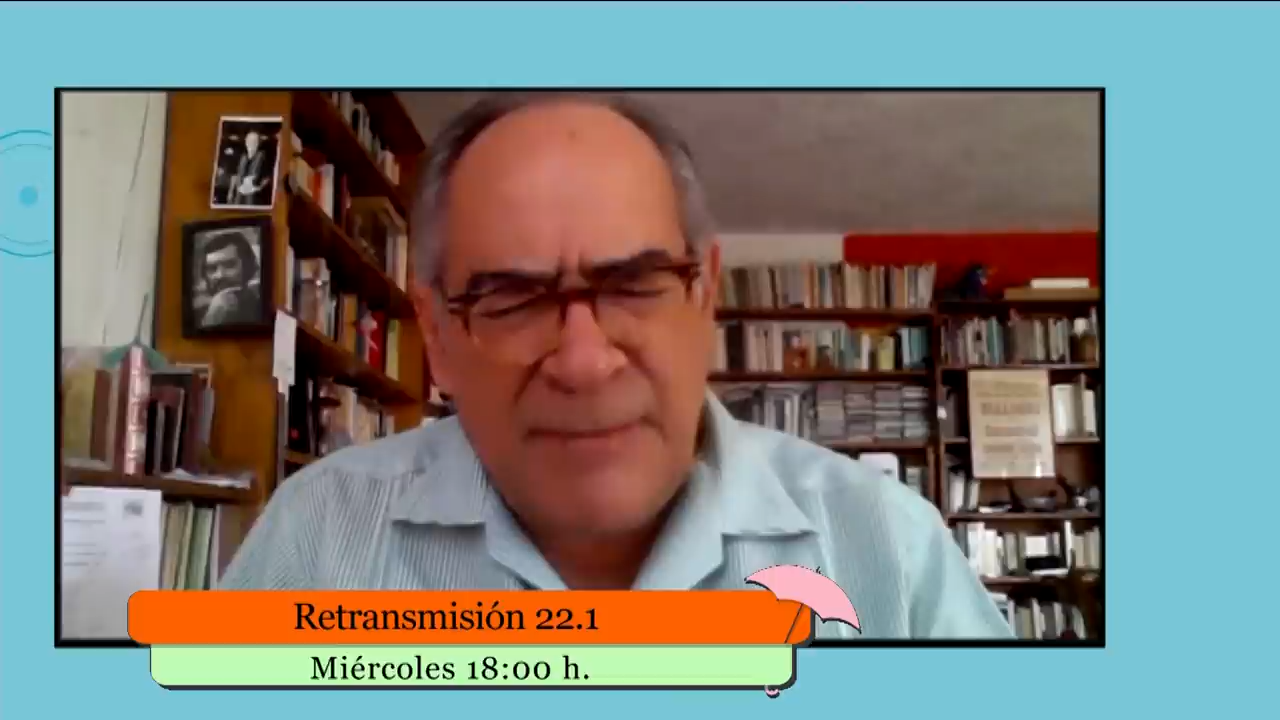 Retransmisión 22.1
Miércoles 18:00 h.